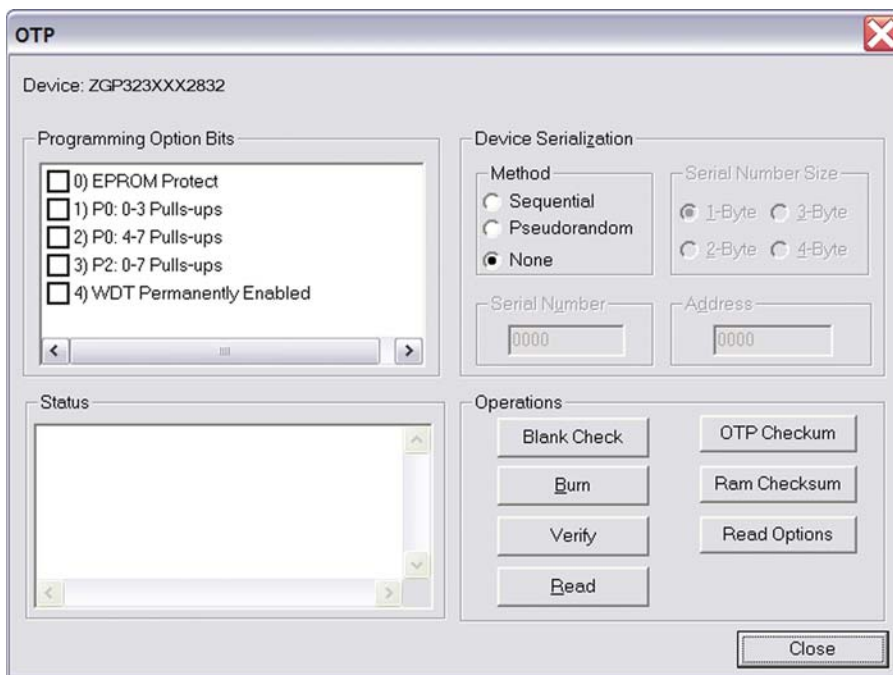 OTP
Device: ZGP323XXX2832
Programming Option Bits
0) EPROM Protect
1) P0: 0-3 Pulls-ups
2) P0: 4-7 Pulls-ups
3) P2: 0-7 Pulls-ups
4) WDT Permanently Enabled
Device Serialization
Method
Sequential
Pseudorandom
None
Serial Number Size
1-Byte 3-Byte
2-Byte 4-Byte
Serial Number
0000
Address
0000
Status
Operations
Blank Check
Burn
Verify
Read
OTP Checkum
Ram Checksum
Read Options
Close